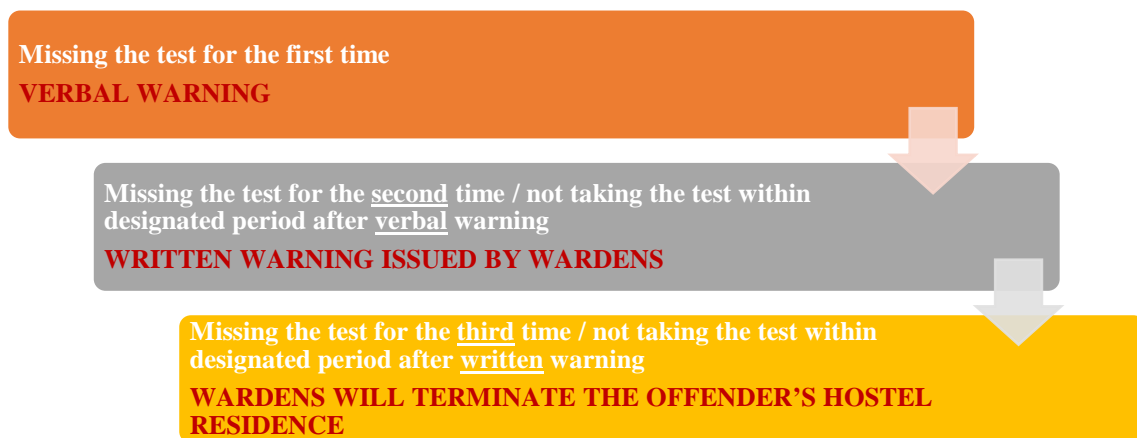 Missing the test for the first time
VERBAL WARNING
Missing the test for the second time / not taking the test within
designated period after verbal warning
WRITTEN WARNING ISSUED BY WARDENS
Missing the test for the third time / not taking the test within
designated period after written warning
WARDENS WILL TERMINATE THE OFFENDER'S HOSTEL
RESIDENCE